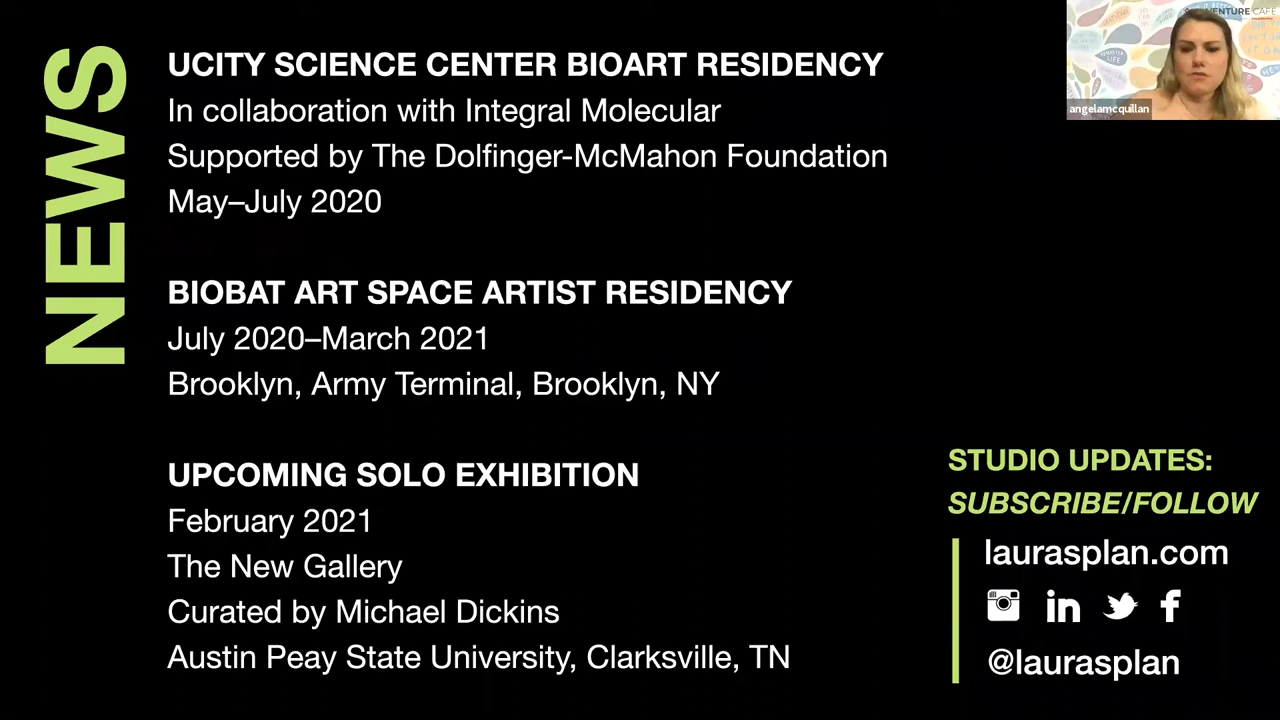 NEWS
UCITY SCIENCE CENTER BIOART RESIDENCY
In collaboration with Integral Molecular
Supported by The Dolfinger-McMahon Foundation
May–July 2020
BIOBAT ART SPACE ARTIST RESIDENCY
July 2020–March 2021
Brooklyn, Army Terminal, Brooklyn, NY
UPCOMING SOLO EXHIBITION
February 2021
The New Gallery
Curated by Michael Dickins
Austin Peay State University, Clarksville, TN
STUDIO UPDATES:
SUBSCRIBE/FOLLOW
laurasplan.com
@laurasplan
CAFE
angelamcquillan